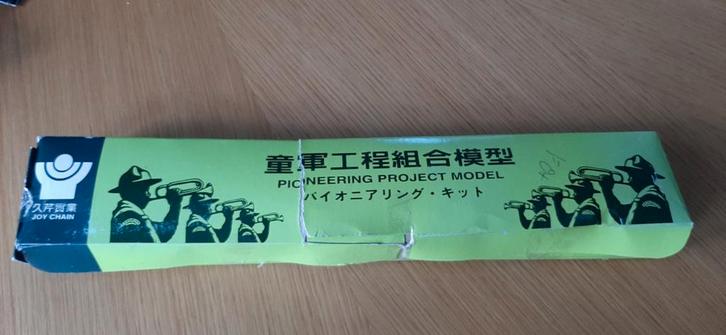 童軍工程組合模型
PIONEERING PROJECT MODEL
パイオニアリング・キット
久芹實業
JOY CHAIN